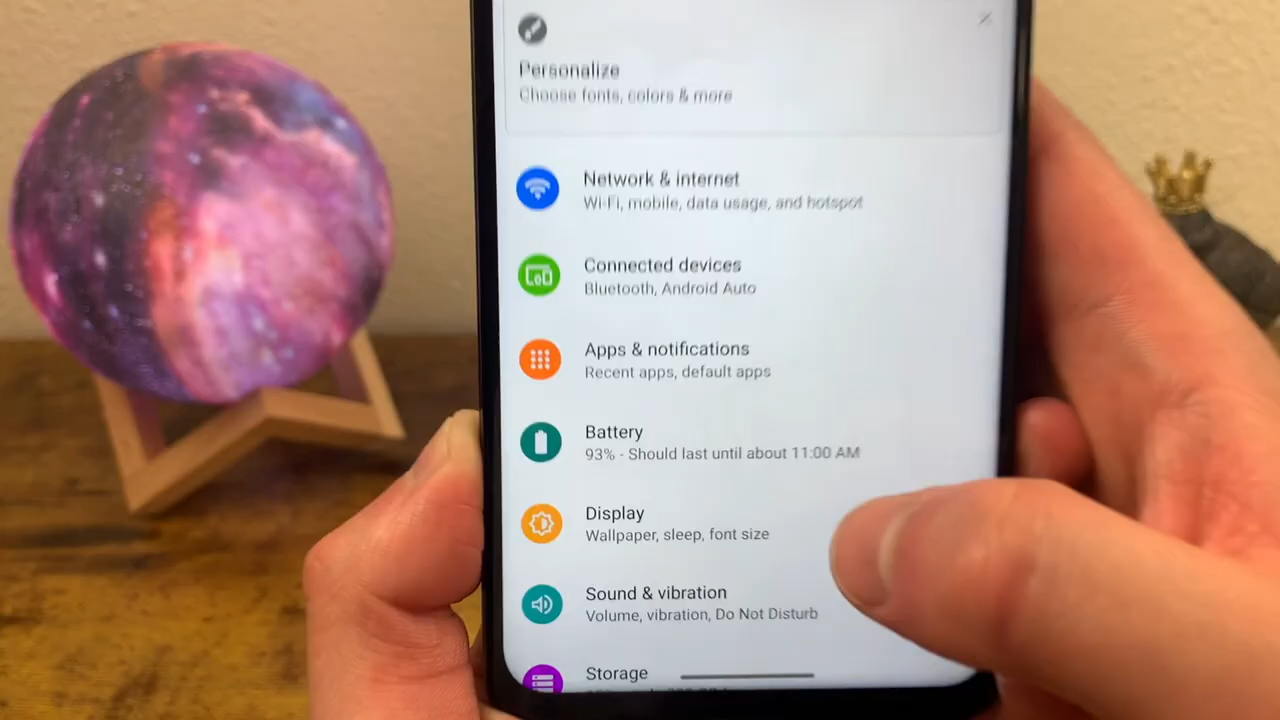 Personalize
Choose fonts, colors & more
Network & internet
Wi-Fi, mobile, data usage, and hotspot
Connected devices
Bluetooth, Android Auto
Apps & notifications
Recent apps, default apps
Battery
93% - Should last until about 11:00 AM
Display
Wallpaper, sleep, font size
Sound & vibration
Volume, vibration, Do Not Disturb
Storage